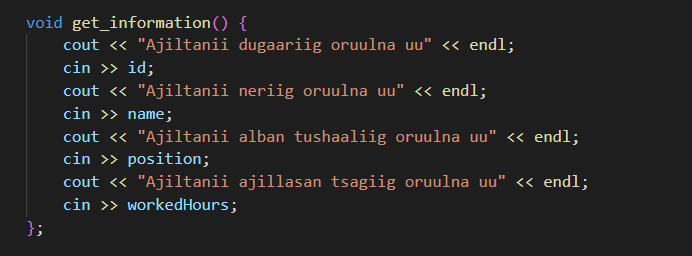 void get_information() {
    cout << "Ajiltanii dugaariig oruulna uu" << endl;
    cin >> id;
    cout << "Ajiltanii neriig oruulna uu" << endl;
    cin >> name;
    cout << "Ajiltanii alban tushaaliig oruulna uu" << endl;
    cin >> position;
    cout << "Ajiltanii ajillasan tsagiig oruulna uu" << endl;
    cin >> workedHours;
};